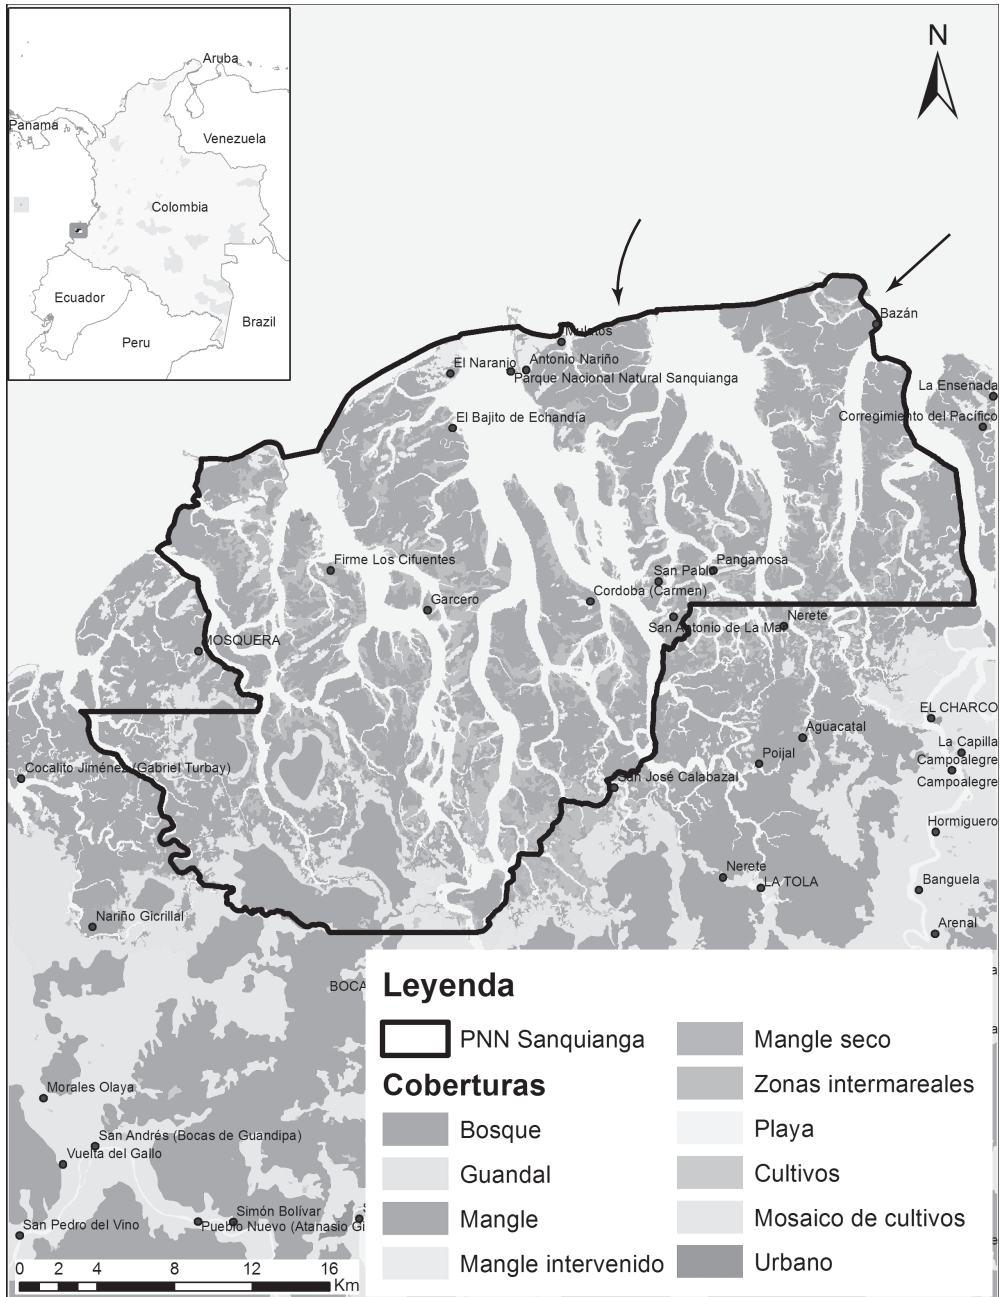 Aruba
Panamá
Venezuela
Colombia
Ecuador
Peru
Brazil
N
Bazán
Mulatos
El Naranjo
Antonio Nariño
Parque Nacional Natural Sanquianga
La Ensenada
El Bajito de Echandía
Corregimiento del Pacífico
Firme Los Cifuentes
Pangamosa
San Pablo
Cordoba (Carmen)
Garcero
San Antonio de La Mar
Nerete
MOSQUERA
EL CHARCO
Aguacatal
La Capilla
Poijal
Campoalegre
Cocalito Jiménez (Gabriel Turbay)
San José Calabazal
Campoalegre
Hormiguero
Nerete
LA TOLA
Banguela
Nariño Gicrillal
Arenal
BOCA
Morales Olaya
San Andrés (Bocas de Guandipa)
Vuelta del Gallo
Simón Bolívar
San Pedro del Vino
Pueblo Nuevo (Atanasio Gi
0 2 4 8 12 16
Km
Leyenda
PNN Sanquianga
Coberturas
Bosque
Guandal
Mangle
Mangle intervenido
Mangle seco
Zonas intermareales
Playa
Cultivos
Mosaico de cultivos
Urbano